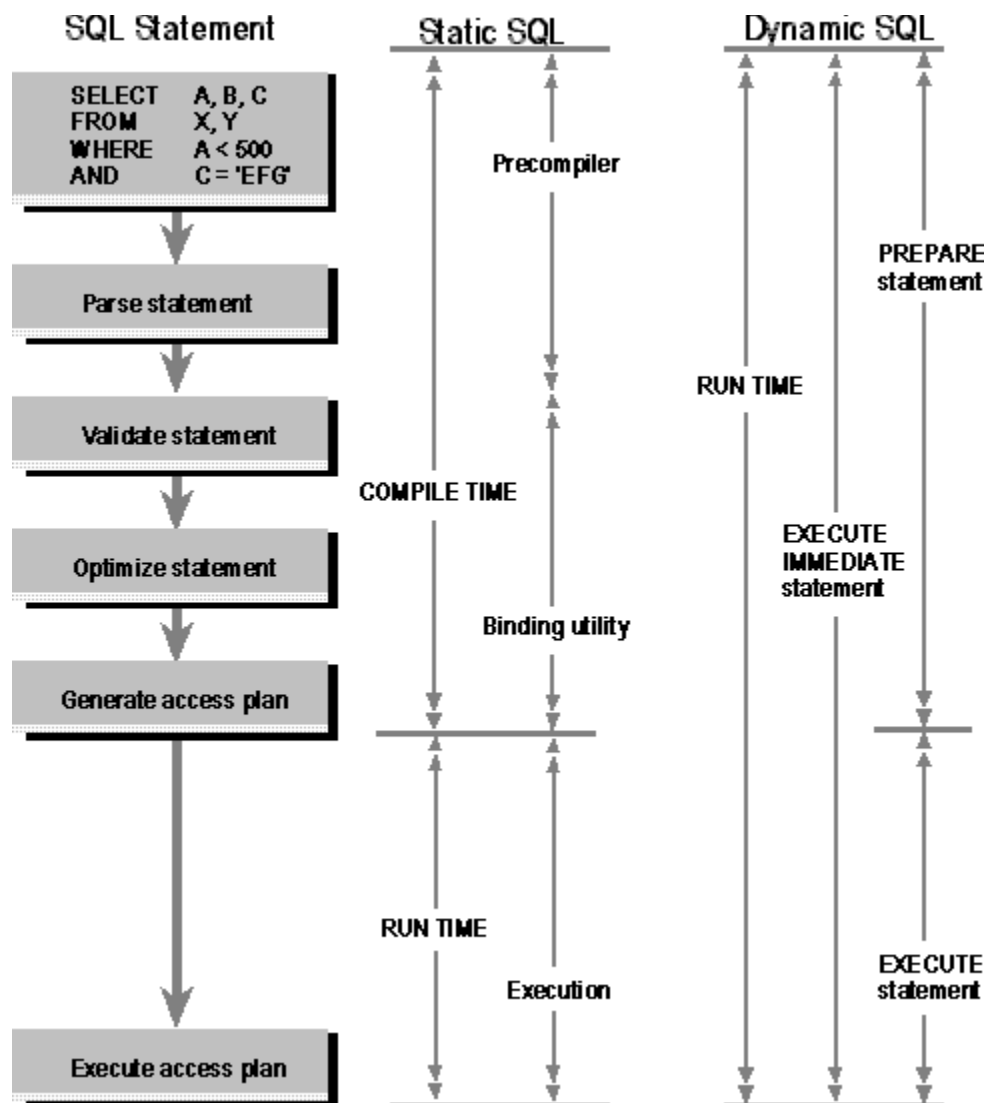 SQL Statement
Static SQL
Dynamic SQL
SELECT A, B, C
FROM X, Y
WHERE A < 500
AND C = 'EFG'
Precompiler
PREPARE
statement
Parse statement
RUN TIME
Validate statement
COMPILE TIME
EXECUTE
IMMEDIATE
statement
Optimize statement
Binding utility
Generate access plan
RUN TIME
Execution
EXECUTE
statement
Execute access plan